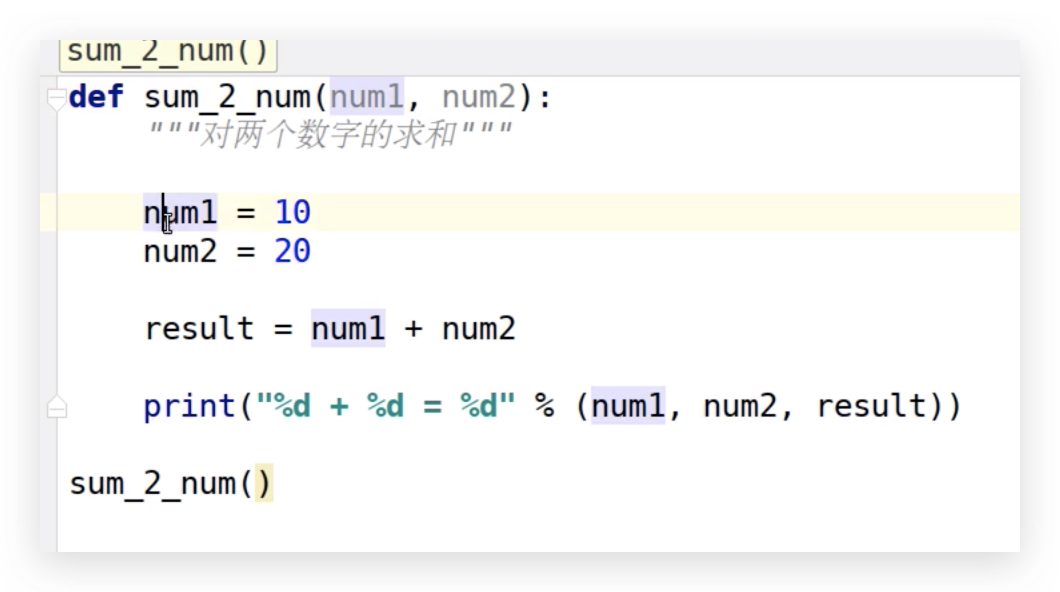 sum_2_num()
def sum_2_num(num1, num2):
"""对两个数字的求和"""
num1 = 10
num2 = 20
result = num1 + num2
print("%d + %d = %d" % (num1, num2, result))
sum_2_num()